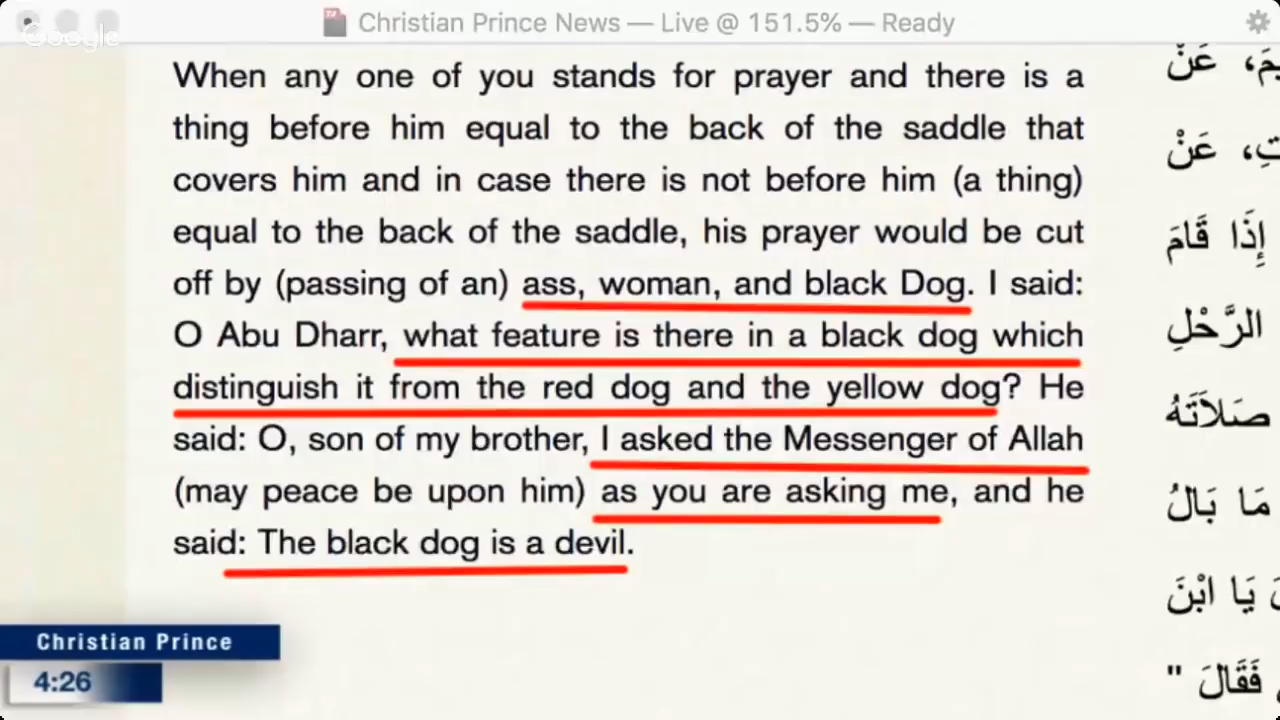 Christian Prince News — Live @ 151.5% — Ready
Google
When any one of you stands for prayer and there is a
thing before him equal to the back of the saddle that
covers him and in case there is not before him (a thing)
equal to the back of the saddle, his prayer would be cut
off by (passing of an) ass, woman, and black Dog. I said:
O Abu Dharr, what feature is there in a black dog which
distinguish it from the red dog and the yellow dog? He
said: O, son of my brother, I asked the Messenger of Allah
(may peace be upon him) as you are asking me, and he
said: The black dog is a devil.
عَنْ
عَنْ
إِذَا قَامَ
الرَّحْلِ
صَلاَتَهُ
مَا بَالُ
يَا ابْنَ
فَقَالَ "
Christian Prince
4:26